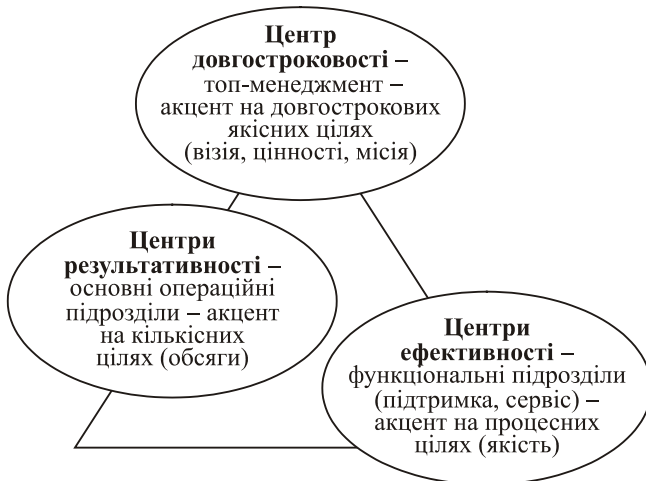 Центр
довгостроковості –
топ-менеджмент –
акцент на довгострокових
якісних цілях
(візія, цінності, місія)
Центри
результативності –
основні операційні
підрозділи – акцент
на кількісних
цілях (обсяги)
Центри
ефективності –
функціональні підрозділи
(підтримка, сервіс) –
акцент на процесних
цілях (якість)